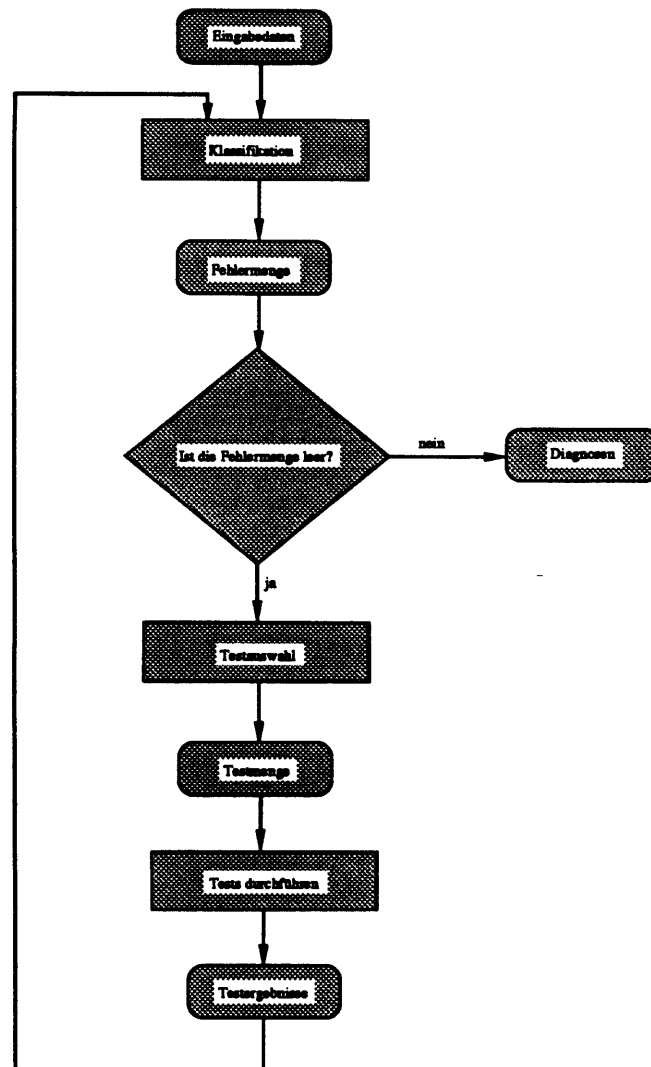 Eingabedaten
Klassifikation
Fehlermenge
Ist die Fehlermenge leer?
nein
Diagnosen
ja
Testauswahl
Testmenge
Tests durchführen
Testergebnisse